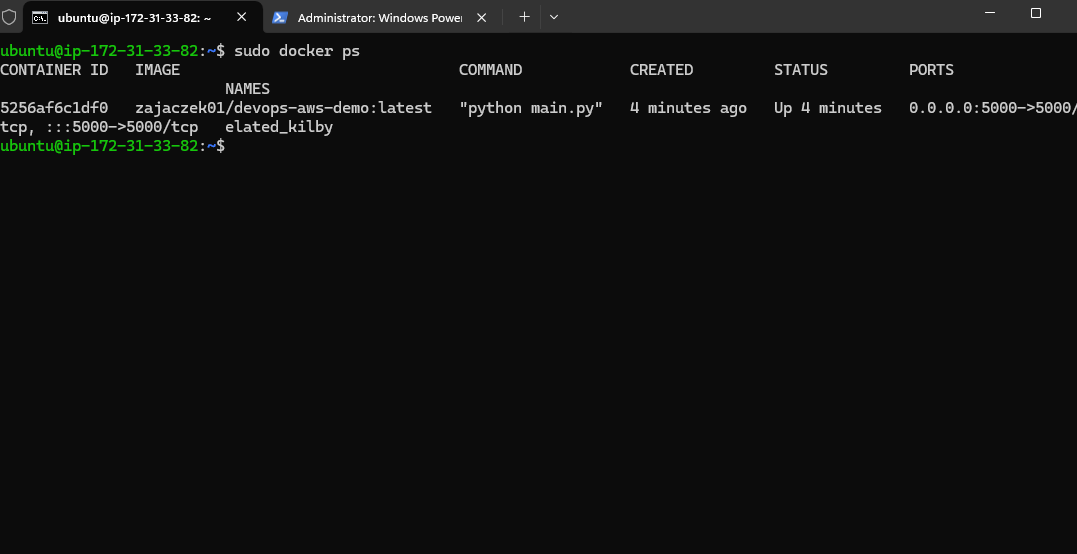 ubuntu@ip-172-31-33-82: ~
Administrator: Windows Power
ubuntu@ip-172-31-33-82:~$ sudo docker ps
CONTAINER ID   IMAGE                               COMMAND            CREATED         STATUS         PORTS
                         NAMES
5256af6c1df0   zajaczek01/devops-aws-demo:latest   "python main.py"   4 minutes ago   Up 4 minutes   0.0.0.0:5000->5000/
tcp, :::5000->5000/tcp   elated_kilby
ubuntu@ip-172-31-33-82:~$